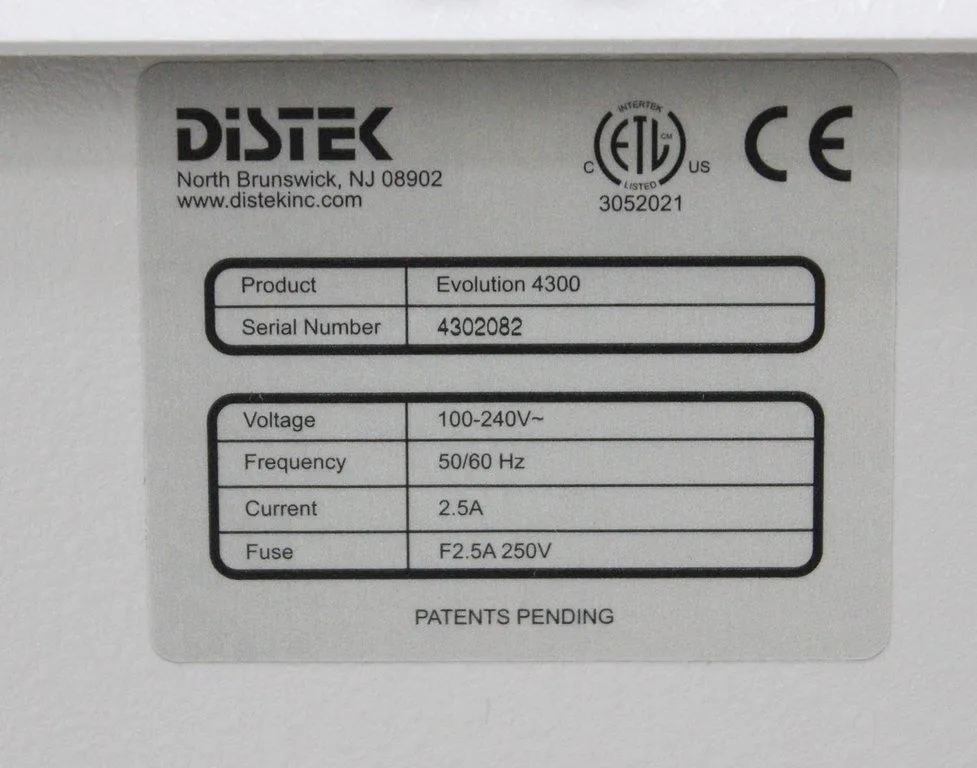 DiSTEK
North Brunswick, NJ 08902
www.distekinc.com
INTERTEK
ETL CM
C US
LISTED
3052021
CE
Product Evolution 4300
Serial Number 4302082
Voltage 100-240V~
Frequency 50/60 Hz
Current 2.5A
Fuse F2.5A 250V
PATENTS PENDING